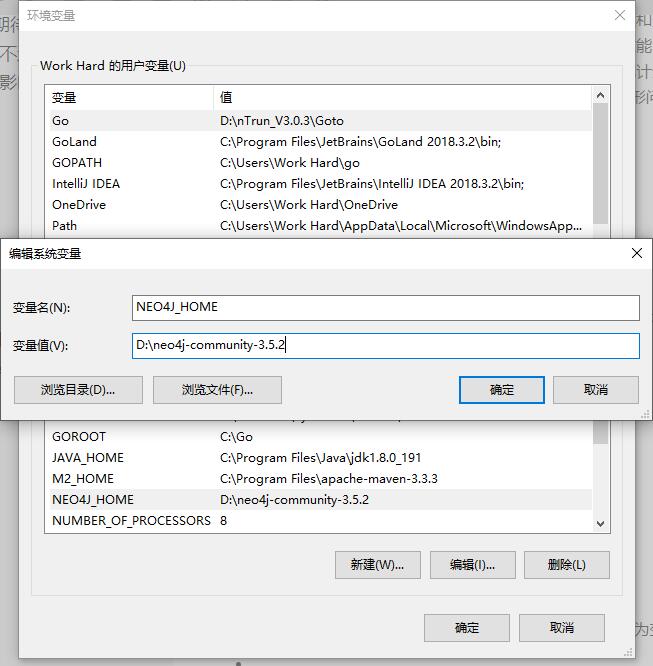 环境变量
Work Hard 的用户变量(U)
变量 值
Go D:\nTrun_V3.0.3\Goto
GoLand C:\Program Files\JetBrains\GoLand 2018.3.2\bin;
GOPATH C:\Users\Work Hard\go
IntelliJ IDEA C:\Program Files\JetBrains\IntelliJ IDEA 2018.3.2\bin;
OneDrive C:\Users\Work Hard\OneDrive
Path C:\Users\Work Hard\AppData\Local\Microsoft\WindowsApp...
编辑系统变量
变量名(N): NEO4J_HOME
变量值(V): D:\neo4j-community-3.5.2
浏览目录(D)... 浏览文件(F)... 确定 取消
GOROOT C:\Go
JAVA_HOME C:\Program Files\Java\jdk1.8.0_191
M2_HOME C:\Program Files\apache-maven-3.3.3
NEO4J_HOME D:\neo4j-community-3.5.2
NUMBER_OF_PROCESSORS 8
新建(W)... 编辑(I)... 删除(L)
确定 取消